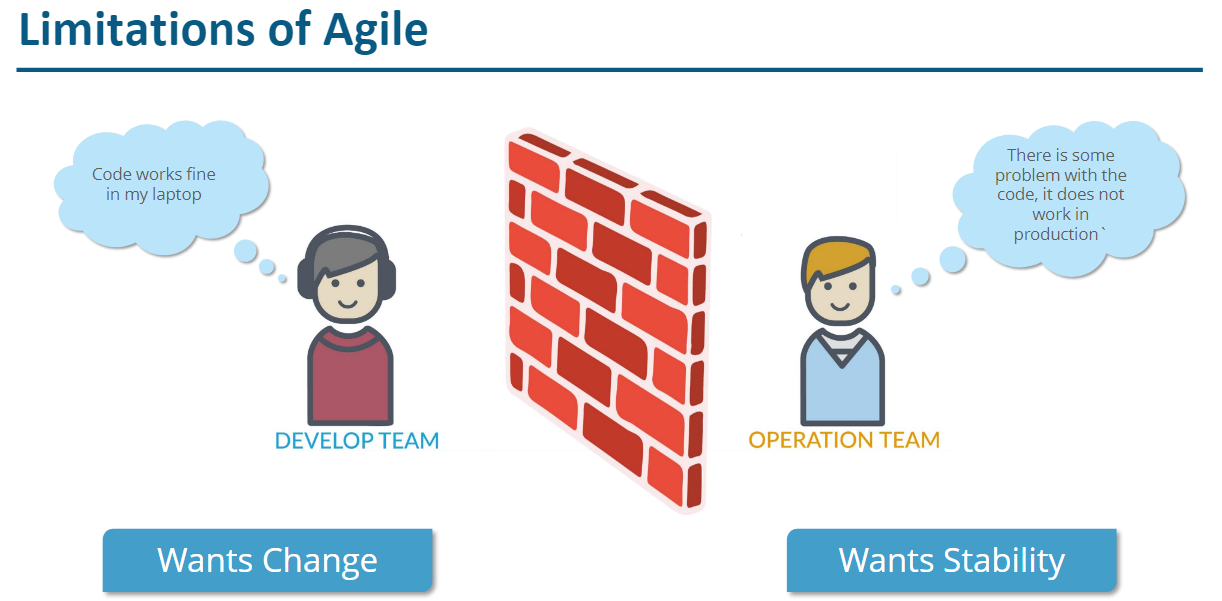 Limitations of Agile
Code works fine
in my laptop
There is some
problem with the
code, it does not
work in
production`
DEVELOP TEAM
OPERATION TEAM
Wants Change
Wants Stability